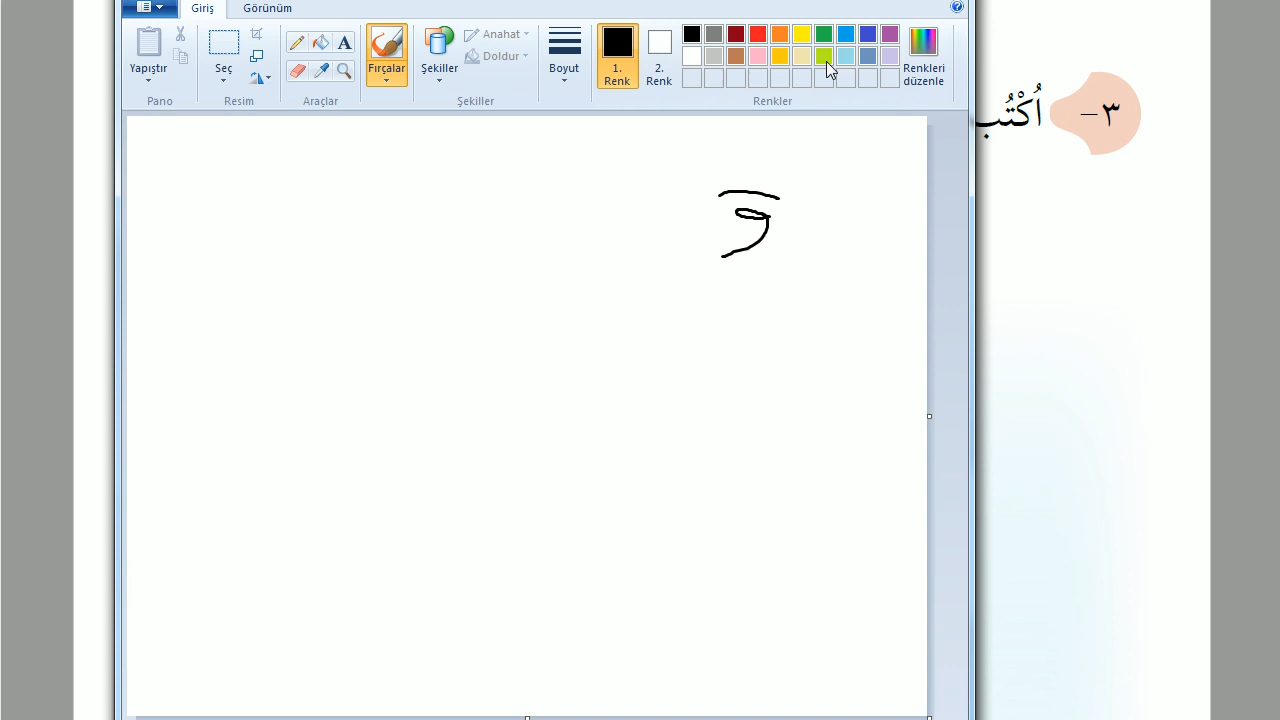 Giriş Görünüm
Yapıştır Seç Fırçalar Şekiller Anahat Doldur Boyut 1. Renk 2. Renk Renkleri düzenle
Pano Resim Araçlar Şekiller Renkler
٣- اُكْتُب
وَ